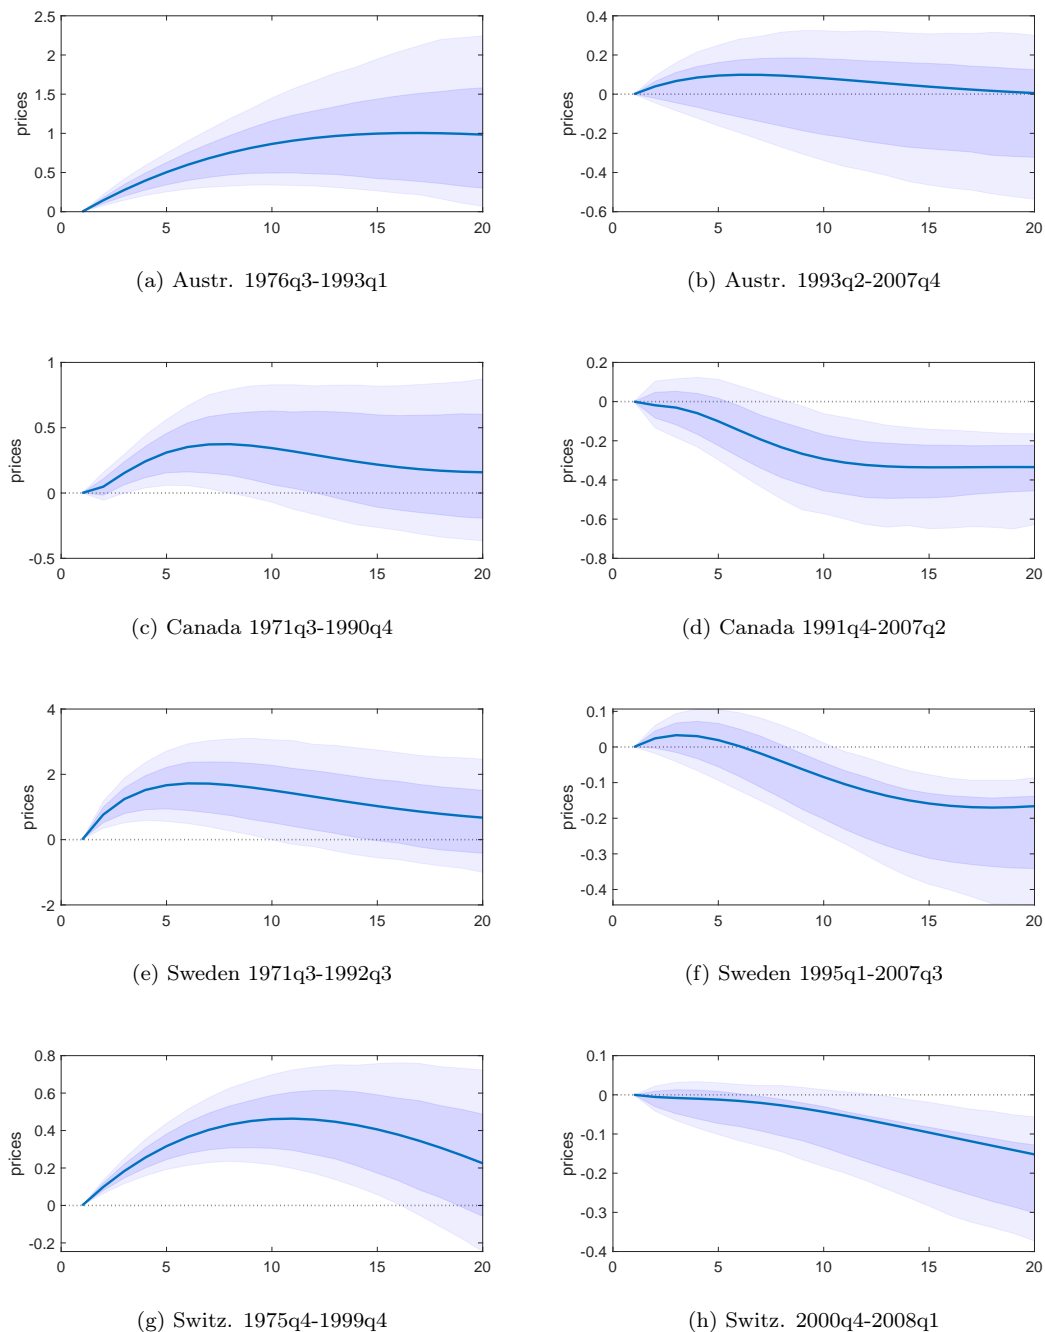 2.5
2
1.5
1
0.5
0
prices
0 5 10 15 20
(a) Austr. 1976q3-1993q1
0.4
0.2
0
-0.2
-0.4
-0.6
prices
0 5 10 15 20
(b) Austr. 1993q2-2007q4
1
0.5
0
-0.5
prices
0 5 10 15 20
(c) Canada 1971q3-1990q4
0.2
0
-0.2
-0.4
-0.6
-0.8
prices
0 5 10 15 20
(d) Canada 1991q4-2007q2
4
2
0
-2
prices
0 5 10 15 20
(e) Sweden 1971q3-1992q3
0.1
0
-0.1
-0.2
-0.3
-0.4
prices
0 5 10 15 20
(f) Sweden 1995q1-2007q3
0.8
0.6
0.4
0.2
0
-0.2
prices
0 5 10 15 20
(g) Switz. 1975q4-1999q4
0.1
0
-0.1
-0.2
-0.3
-0.4
prices
0 5 10 15 20
(h) Switz. 2000q4-2008q1